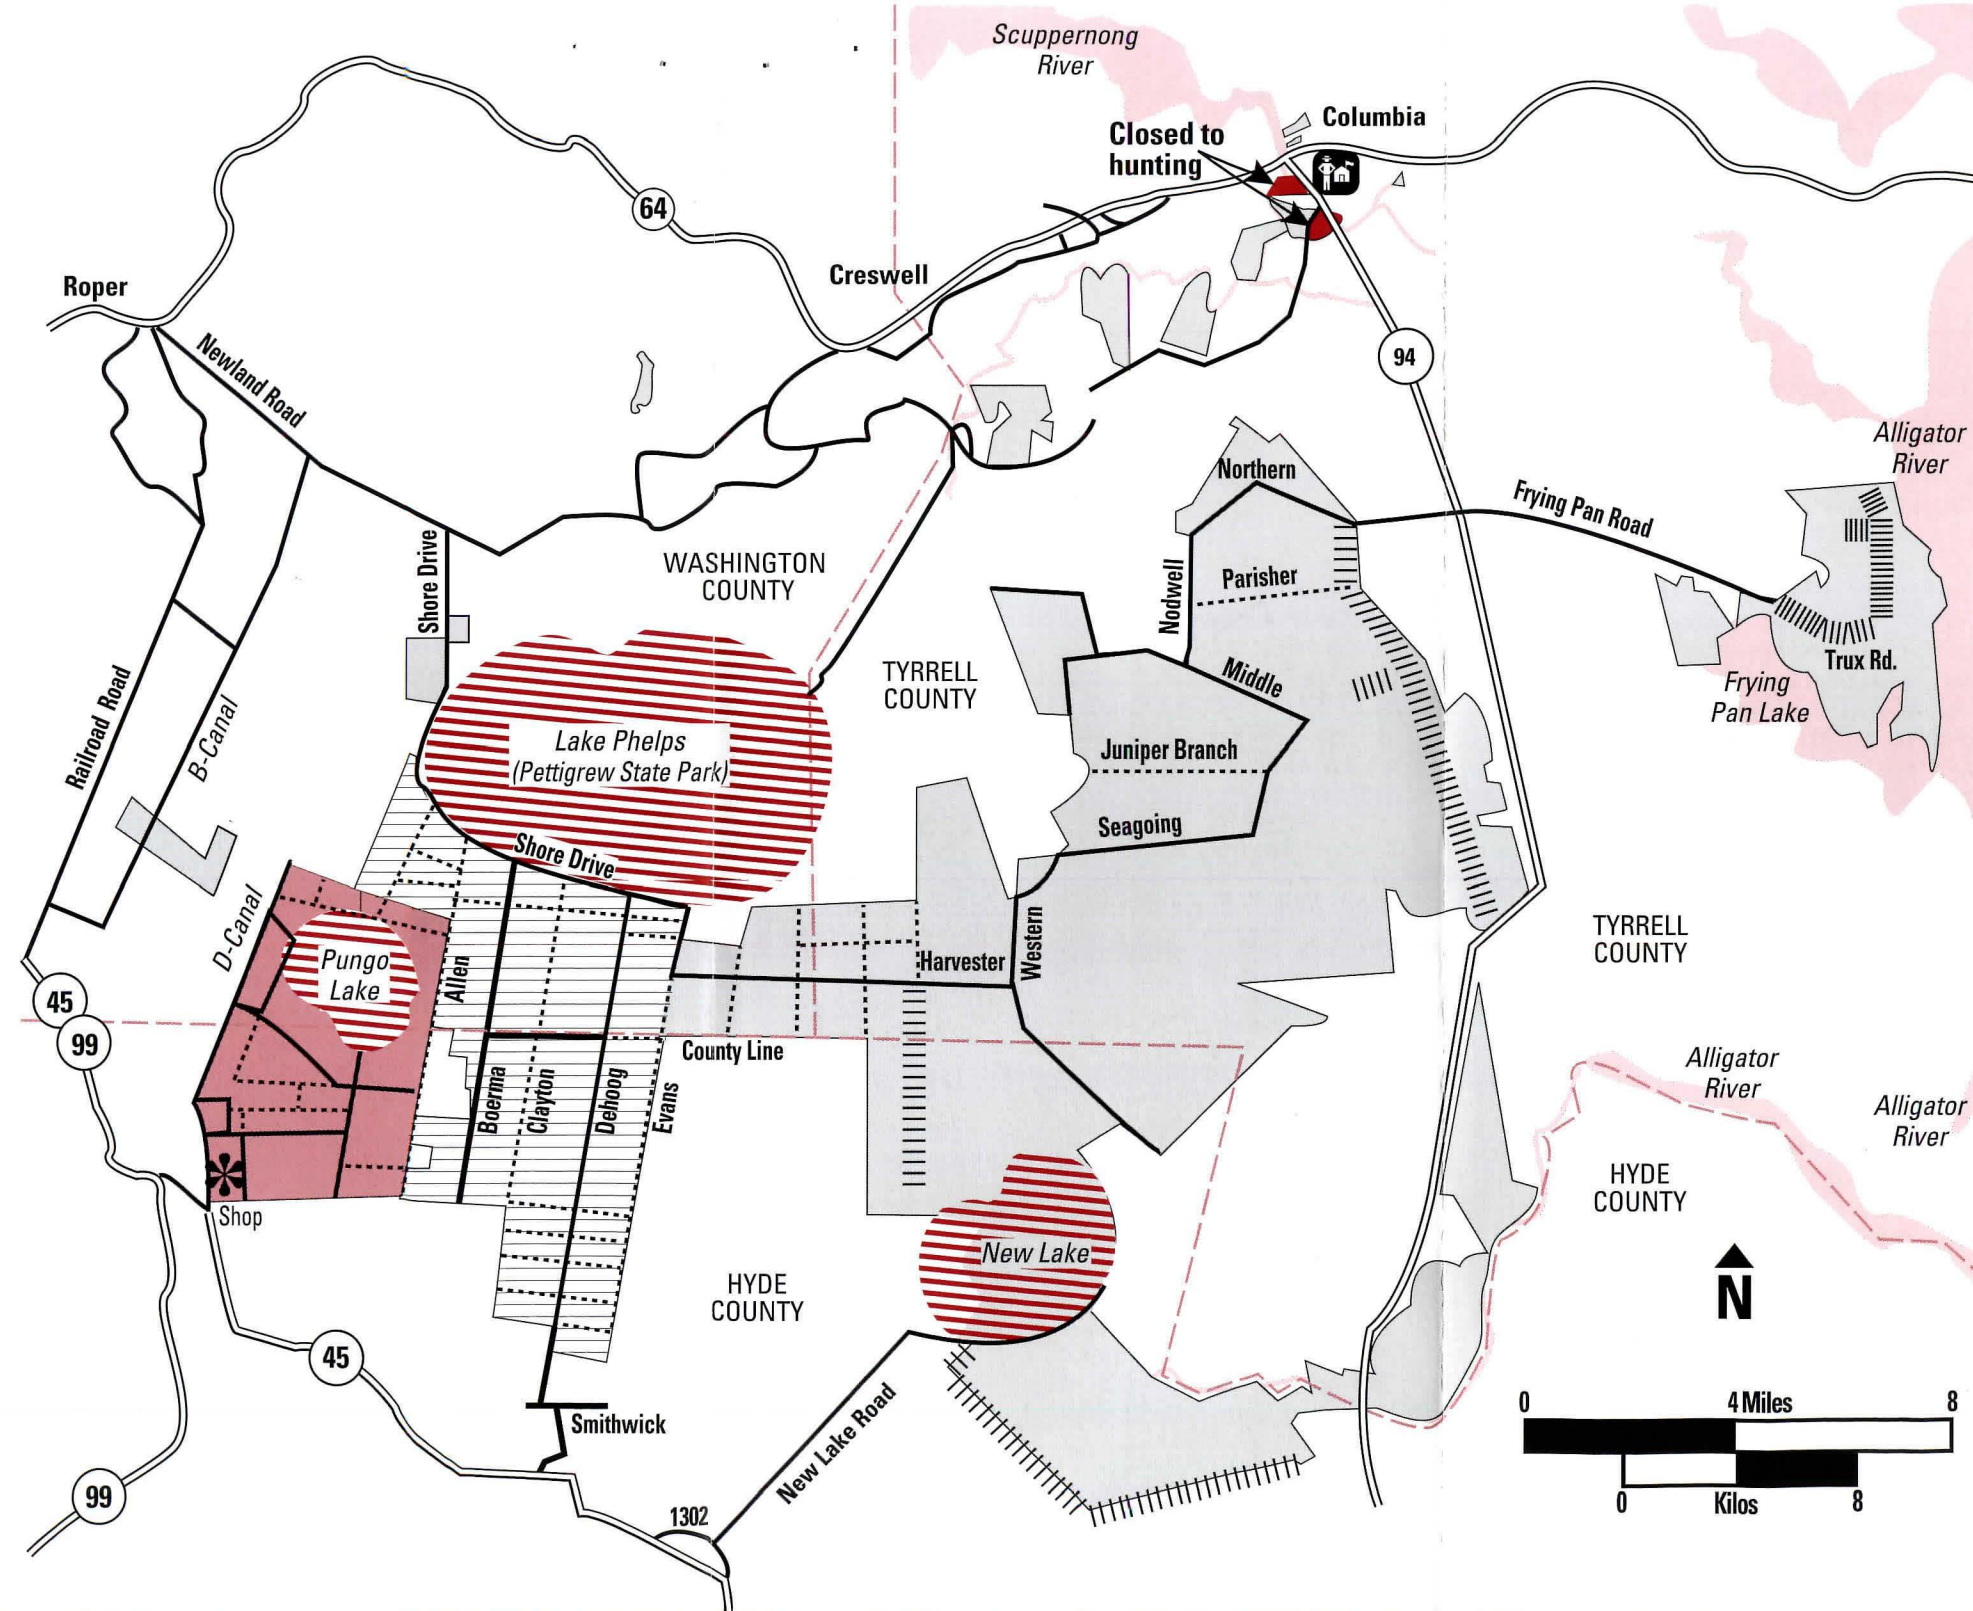 Scuppernong
River
Columbia
Closed to
hunting
64
Creswell
Roper
Newland Road
94
Alligator
River
Northern
Frying Pan Road
Shore Drive
WASHINGTON
COUNTY
Nodwell
Parisher
Trux Rd.
TYRRELL
COUNTY
Middle
Frying
Pan Lake
Railroad Road
B-Canal
Lake Phelps
(Pettigrew State Park)
Juniper Branch
Seagoing
Shore Drive
D-Canal
TYRRELL
COUNTY
Pungo
Lake
Allen
Harvester
Western
45
99
County Line
Alligator
River
Boerma
Clayton
Dehoog
Evans
Alligator
River
HYDE
COUNTY
Shop
New Lake
HYDE
COUNTY
N
45
0 4 Miles 8
Smithwick
New Lake Road
99
0 Kilos 8
1302